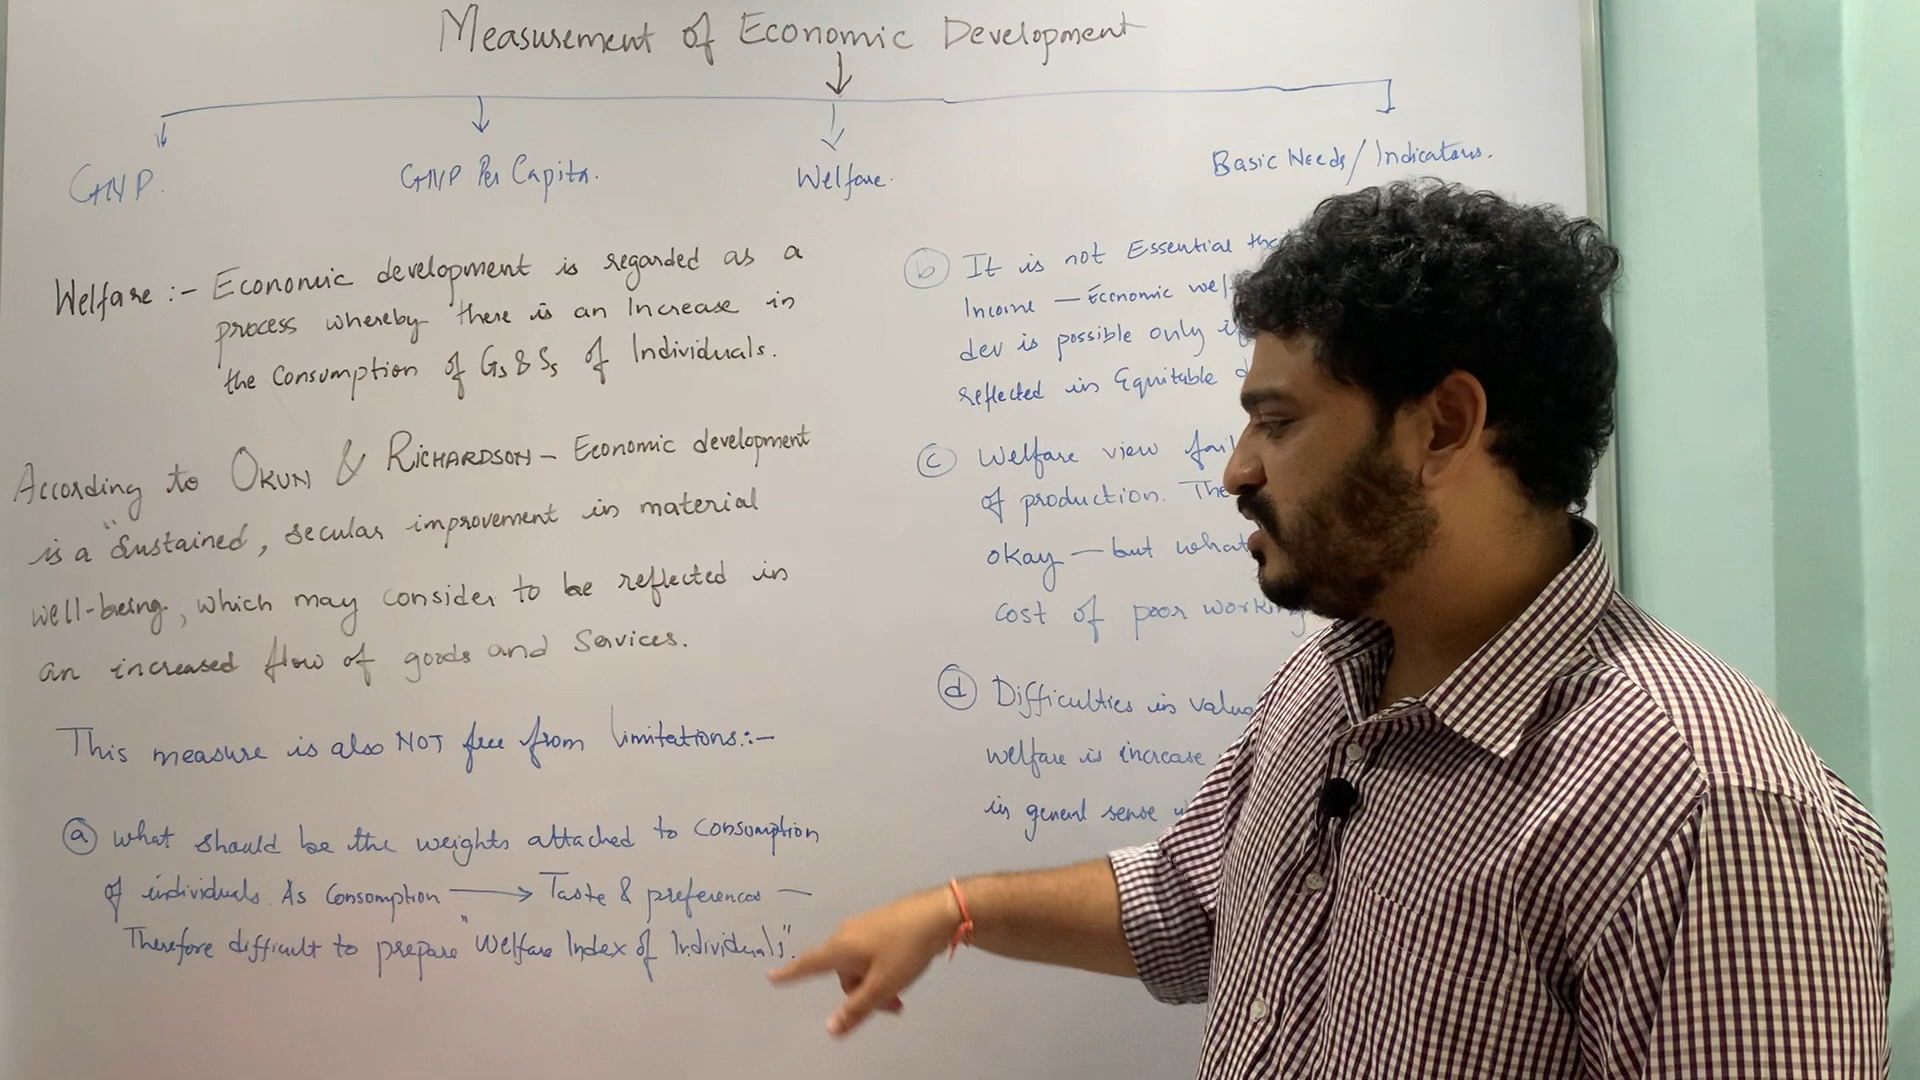 Measurement of Economic Development
GNP.
GNP Per Capita.
Welfare.
Basic Needs/Indicators.
Welfare :- Economic development is regarded as a
process whereby there is an Increase in
the Consumption of Gs & Ss of Individuals.
According to OKUN & RICHARDSON - Economic development
is a "Sustained, secular improvement in material
well-being, which may consider to be reflected in
an increased flow of goods and Services.
This measure is also NOT free from limitations:-
(a) What should be the weights attached to Consumption
of individuals. As Consumption → Taste & preferences —
Therefore difficult to prepare "Welfare Index of Individuals".
(b) It is not Essential
Income — Economic
dev is possible only
reflected in Equitable
(c) Welfare view
of production.
okay — but what
cost of poor
(d) Difficulties in
welfare is increase
in general sense